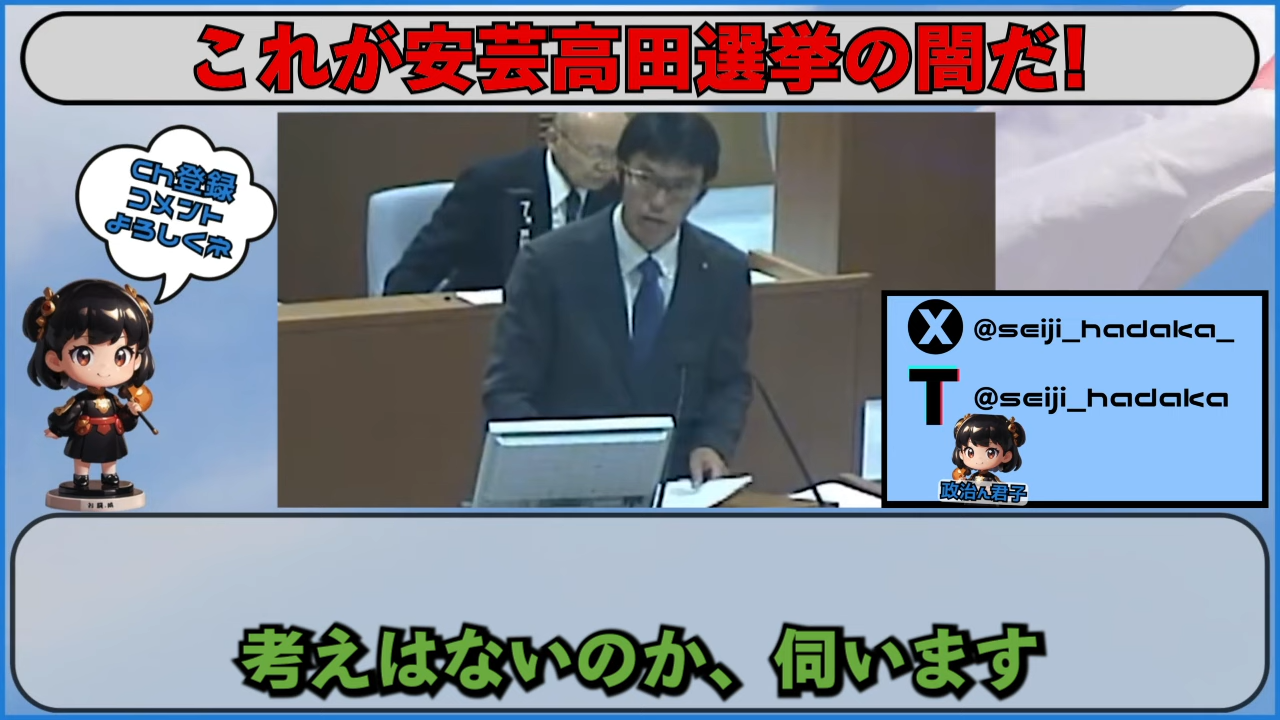 これが安芸高田選挙の闇だ!
Ch登録
コメント
よろしくネ
X @seiji_hadaka_
T @seiji_hadaka
政治ん君子
考えはないのか、伺います